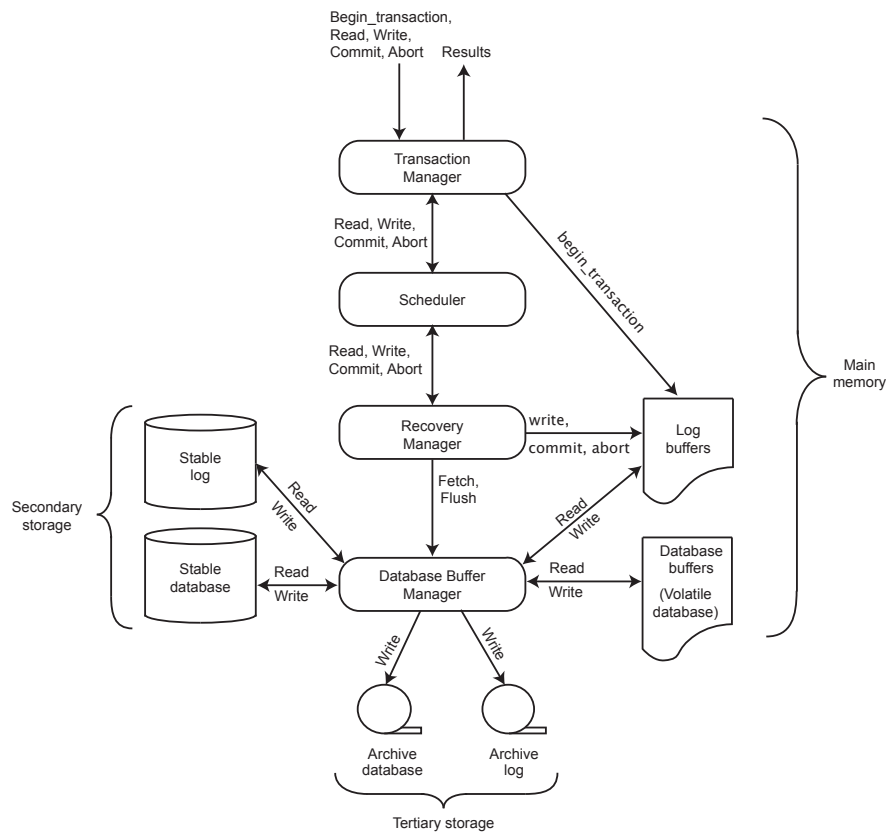 Begin_transaction,
Read, Write,
Commit, Abort
Results
Transaction
Manager
Read, Write,
Commit, Abort
begin_transaction
Scheduler
Read, Write,
Commit, Abort
Main
memory
Recovery
Manager
write,
commit, abort
Log
buffers
Stable
log
Secondary
storage
Read
Write
Fetch,
Flush
Read
Write
Stable
database
Read
Write
Database Buffer
Manager
Read
Write
Database
buffers
(Volatile
database)
Write
Write
Archive
database
Archive
log
Tertiary storage